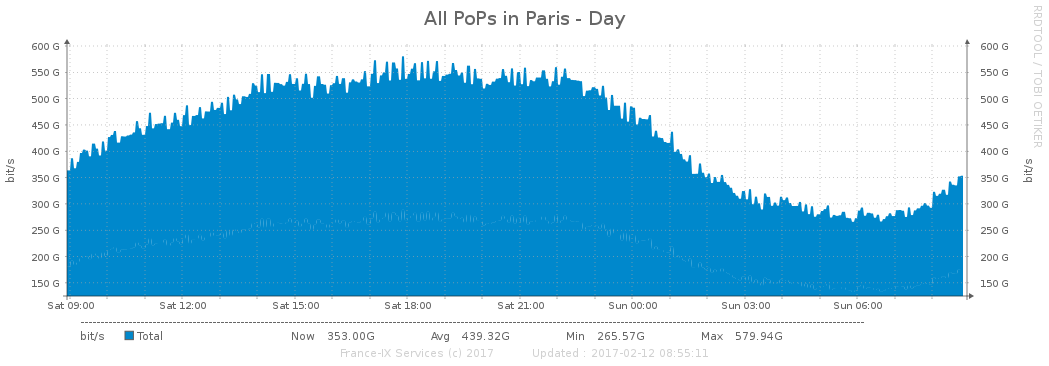 All PoPs in Paris - Day
RRDTOOL / TOBI OETIKER
bit/s
600 G
550 G
500 G
450 G
400 G
350 G
300 G
250 G
200 G
150 G
600 G
550 G
500 G
450 G
400 G
350 G
300 G
250 G
200 G
150 G
bit/s
Sat 09:00 Sat 12:00 Sat 15:00 Sat 18:00 Sat 21:00 Sun 00:00 Sun 03:00 Sun 06:00
bit/s Total Now 353.00G Avg 439.32G Min 265.57G Max 579.94G
France-IX Services (c) 2017 Updated : 2017-02-12 08:55:11